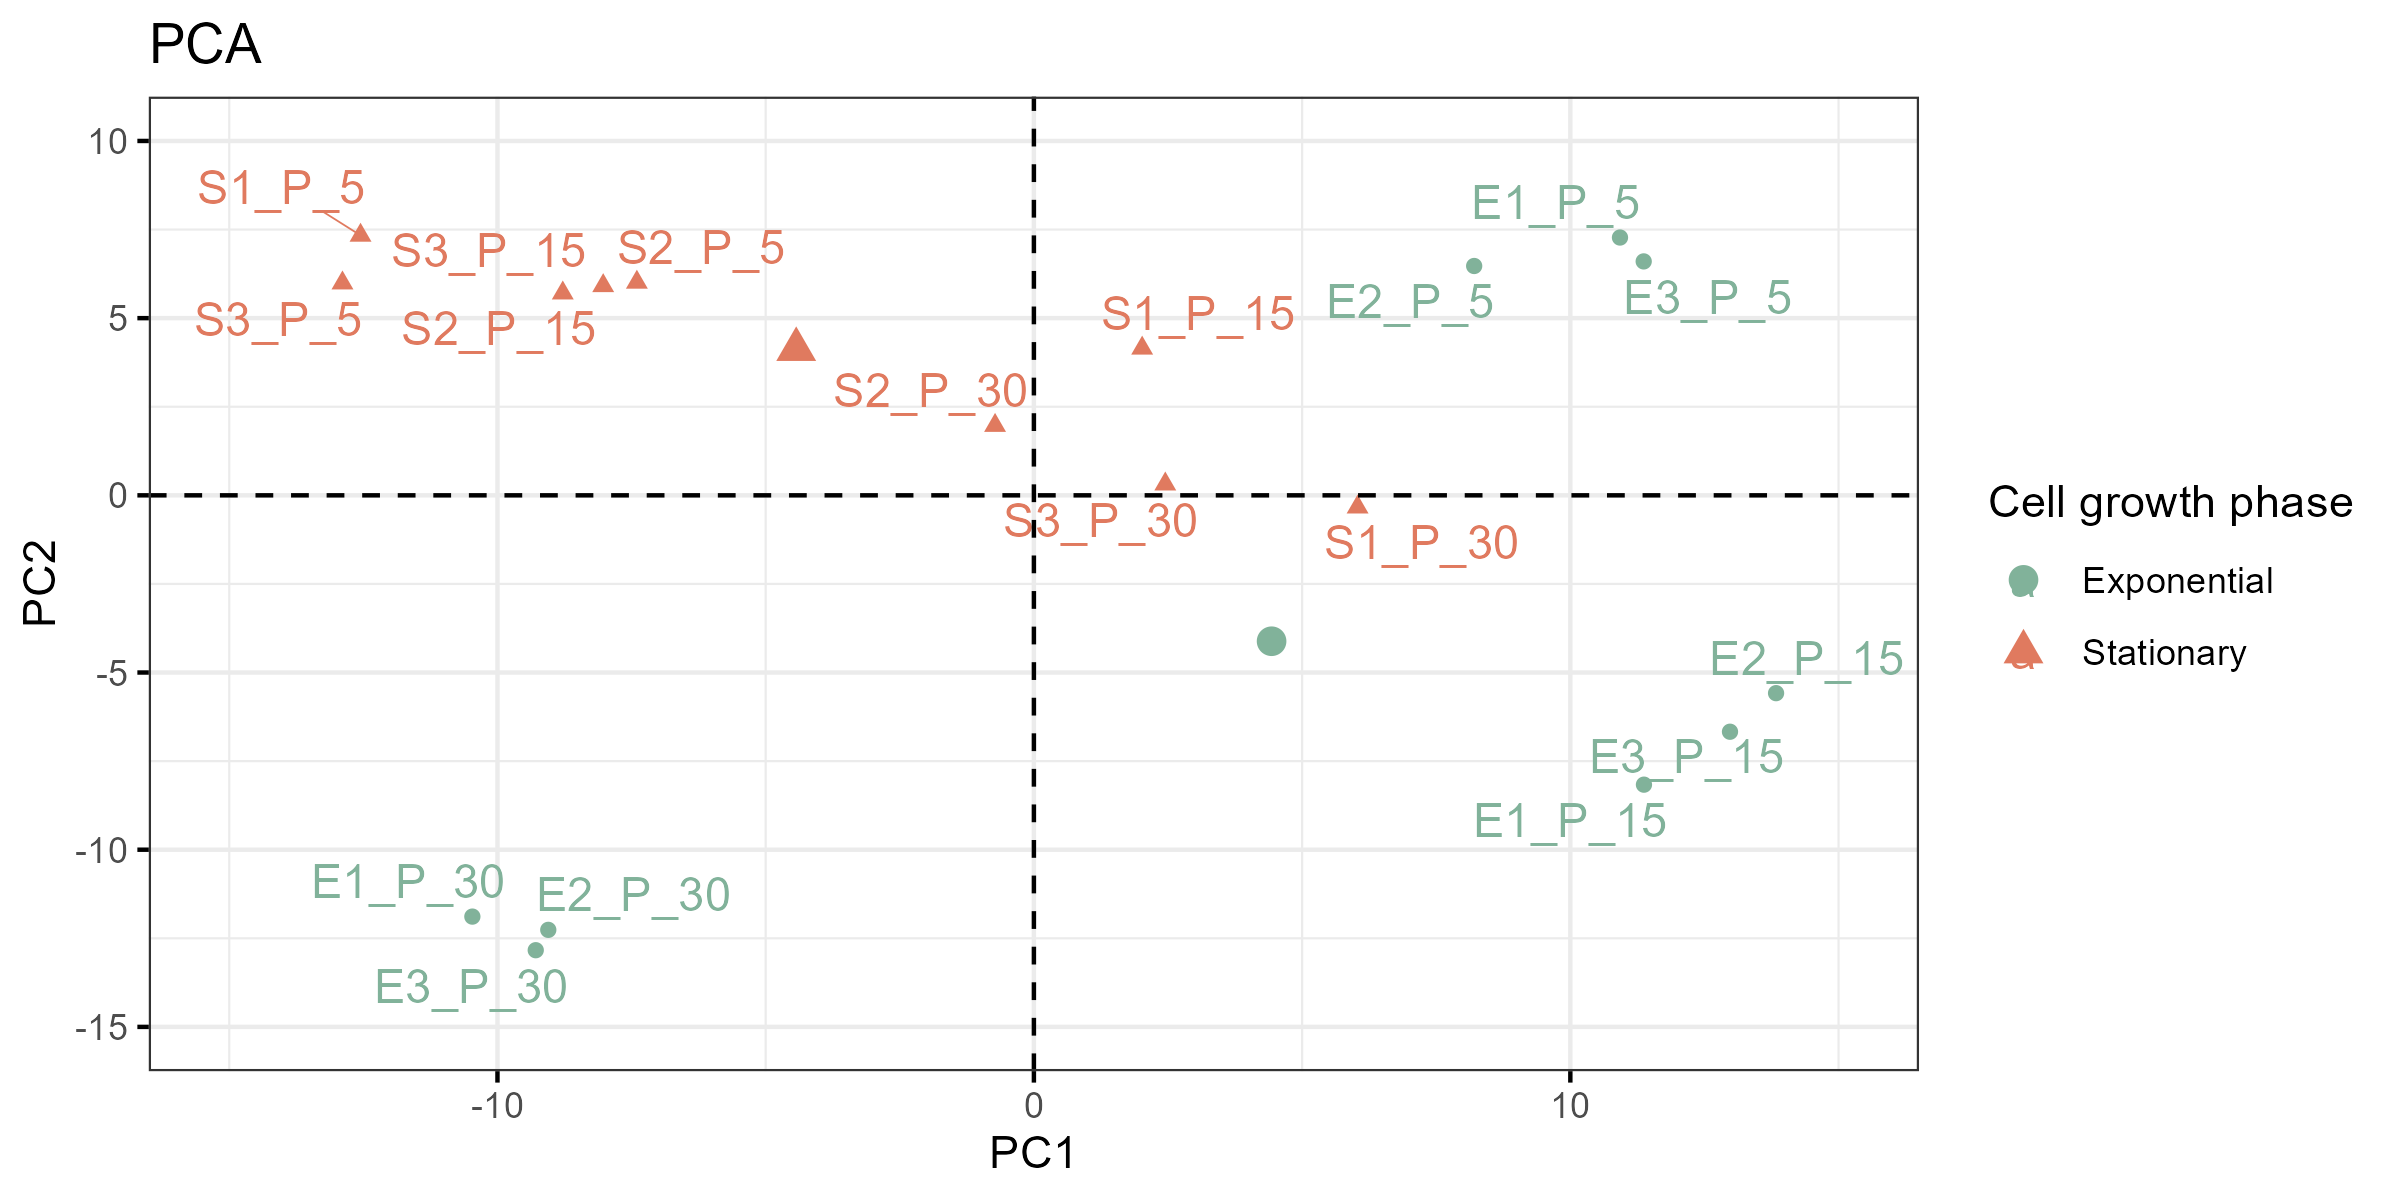 PCA
10
5
0
-5
-10
-15
PC2
S1_P_5
S3_P_15
S2_P_5
S3_P_5
S2_P_15
S2_P_30
S1_P_15
E1_P_5
E2_P_5
E3_P_5
S3_P_30
S1_P_30
E2_P_15
E3_P_15
E1_P_15
E1_P_30
E2_P_30
E3_P_30
-10
0
10
PC1
Cell growth phase
Exponential
Stationary